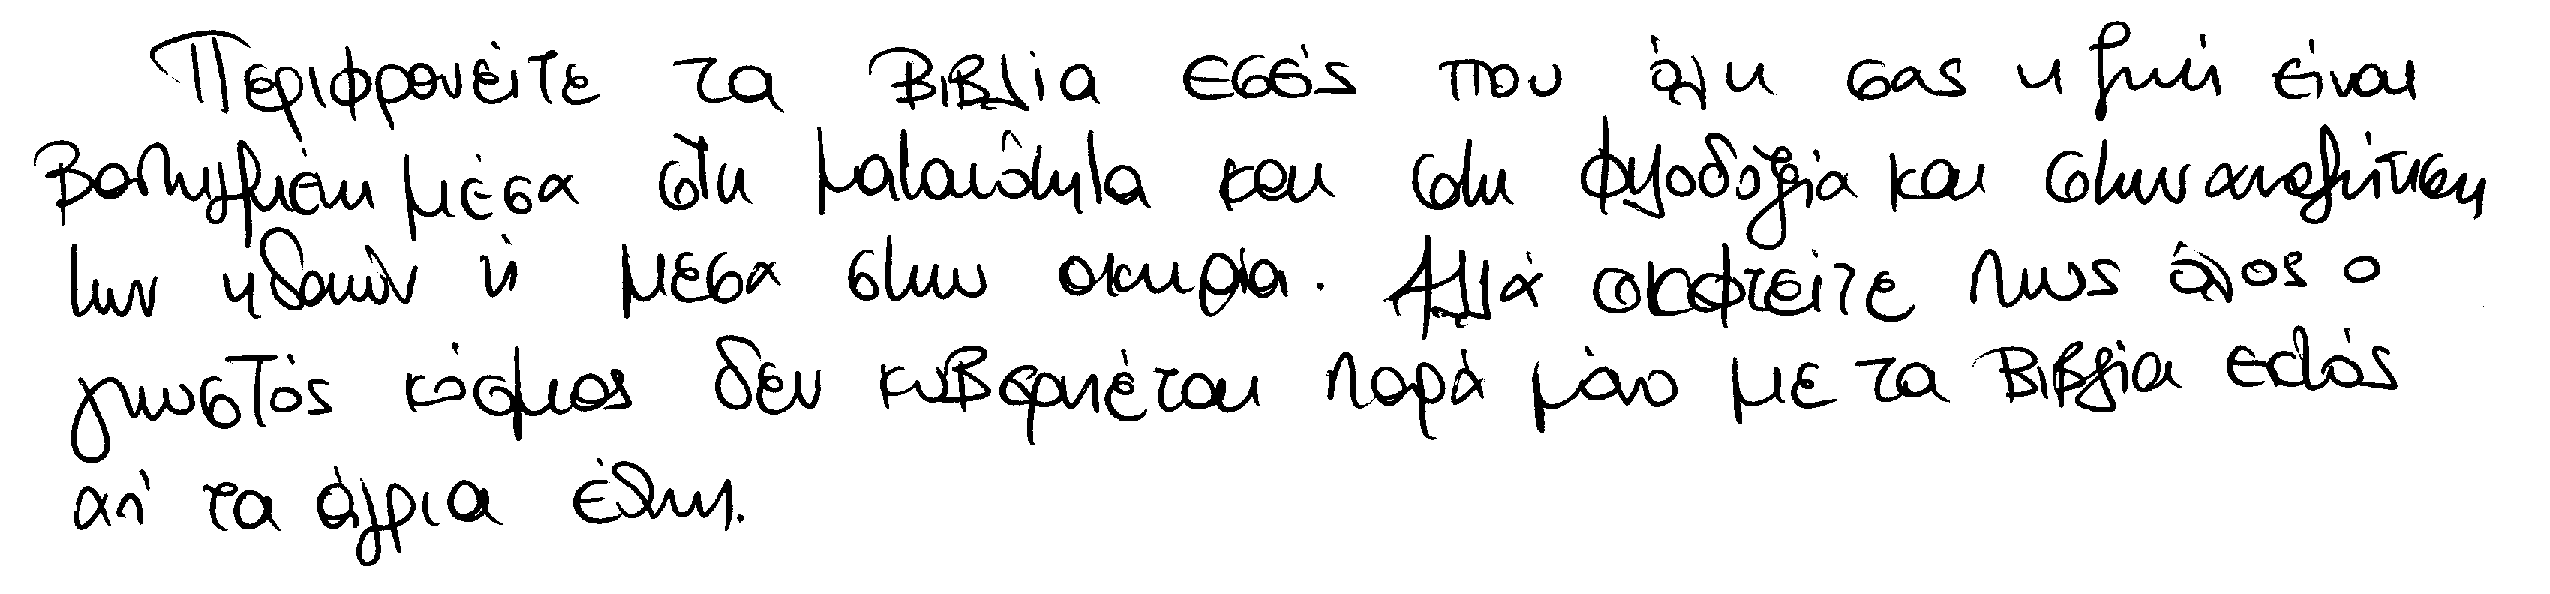 Περιφρονείτε τα βιβλία εσείς που όλη σας η ζωή είναι
βουτηγμένη μέσα στη ματαιότητα και στη φιλοδοξία και στην αναζήτηση
των ηδονών ή μέσα στην οκνηρία. Αλλά σκεφτείτε πως όλος ο
γνωστός κόσμος δεν κυβερνιέται παρά μόνο με τα βιβλία εκτός
απ' τα άγρια έθνη.